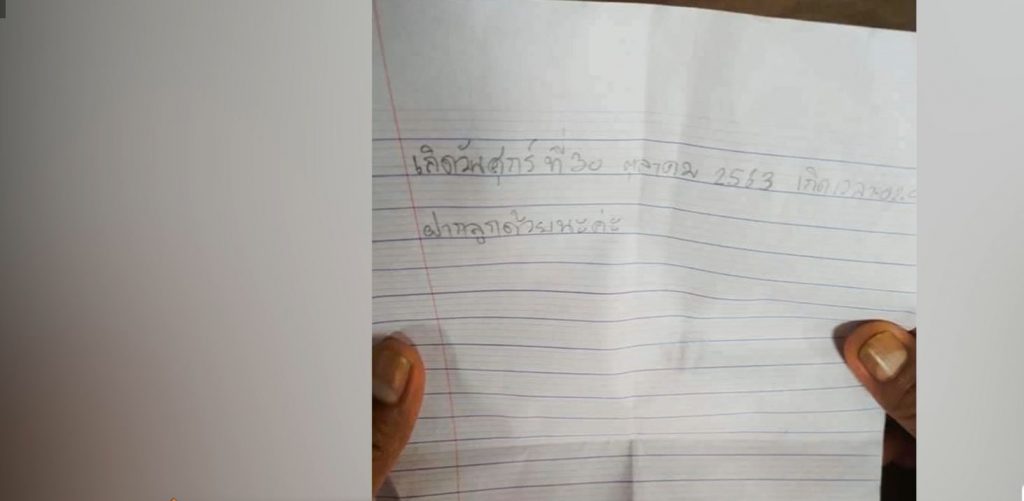 เกิดวันศุกร์ ที่ 30 ตุลาคม 2563 เกิดเวลา
ฝากลูกด้วยนะค่ะ